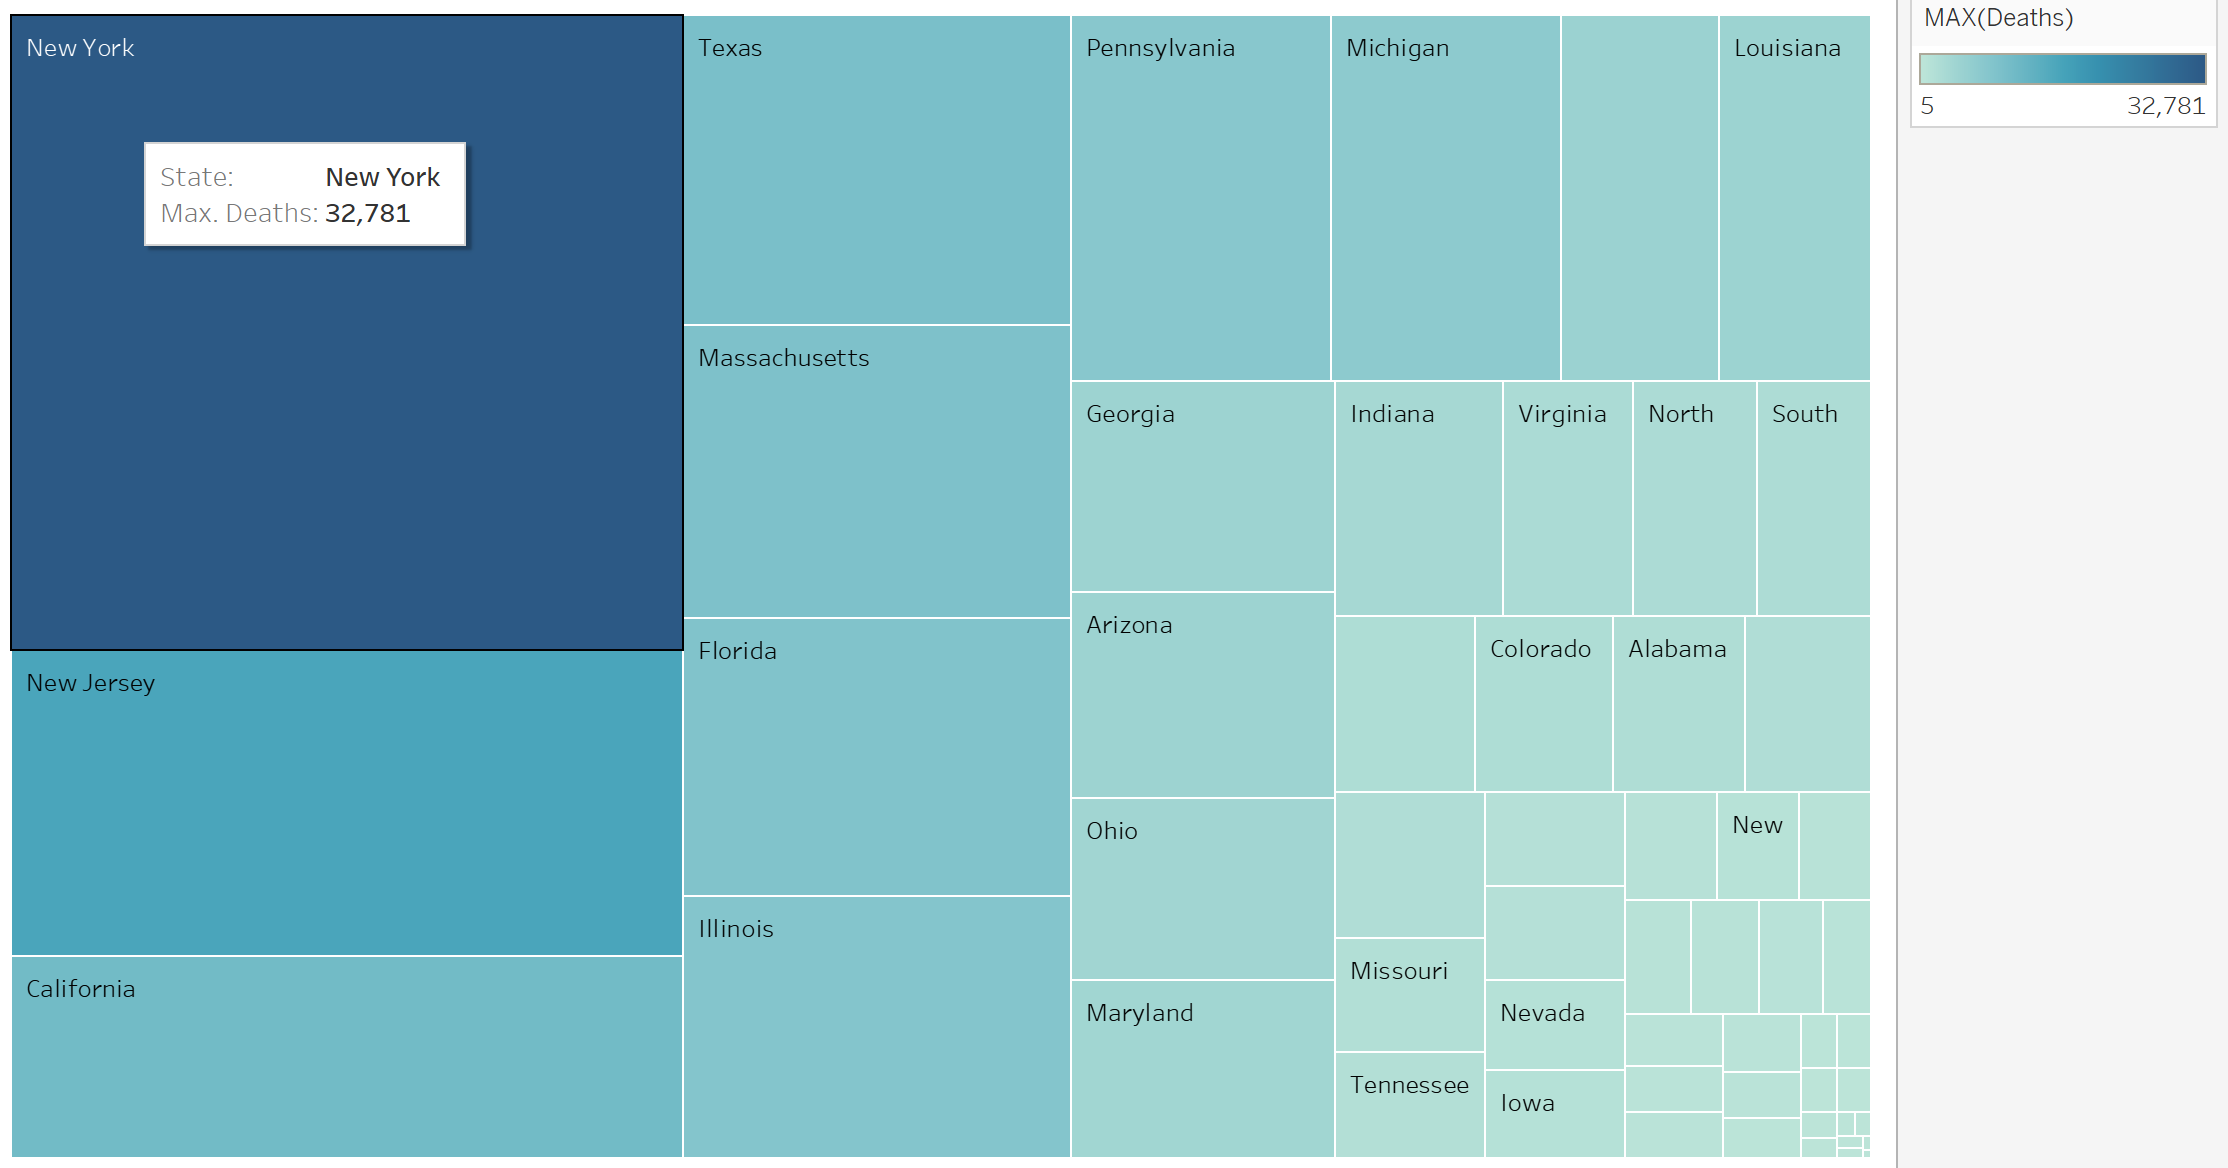 New York
State: New York
Max. Deaths: 32,781
New Jersey
California
Texas
Massachusetts
Florida
Illinois
Pennsylvania
Michigan
Louisiana
Georgia
Indiana
Virginia
North
South
Arizona
Colorado
Alabama
Ohio
New
Maryland
Missouri
Nevada
Tennessee
Iowa
MAX(Deaths)
5 32,781